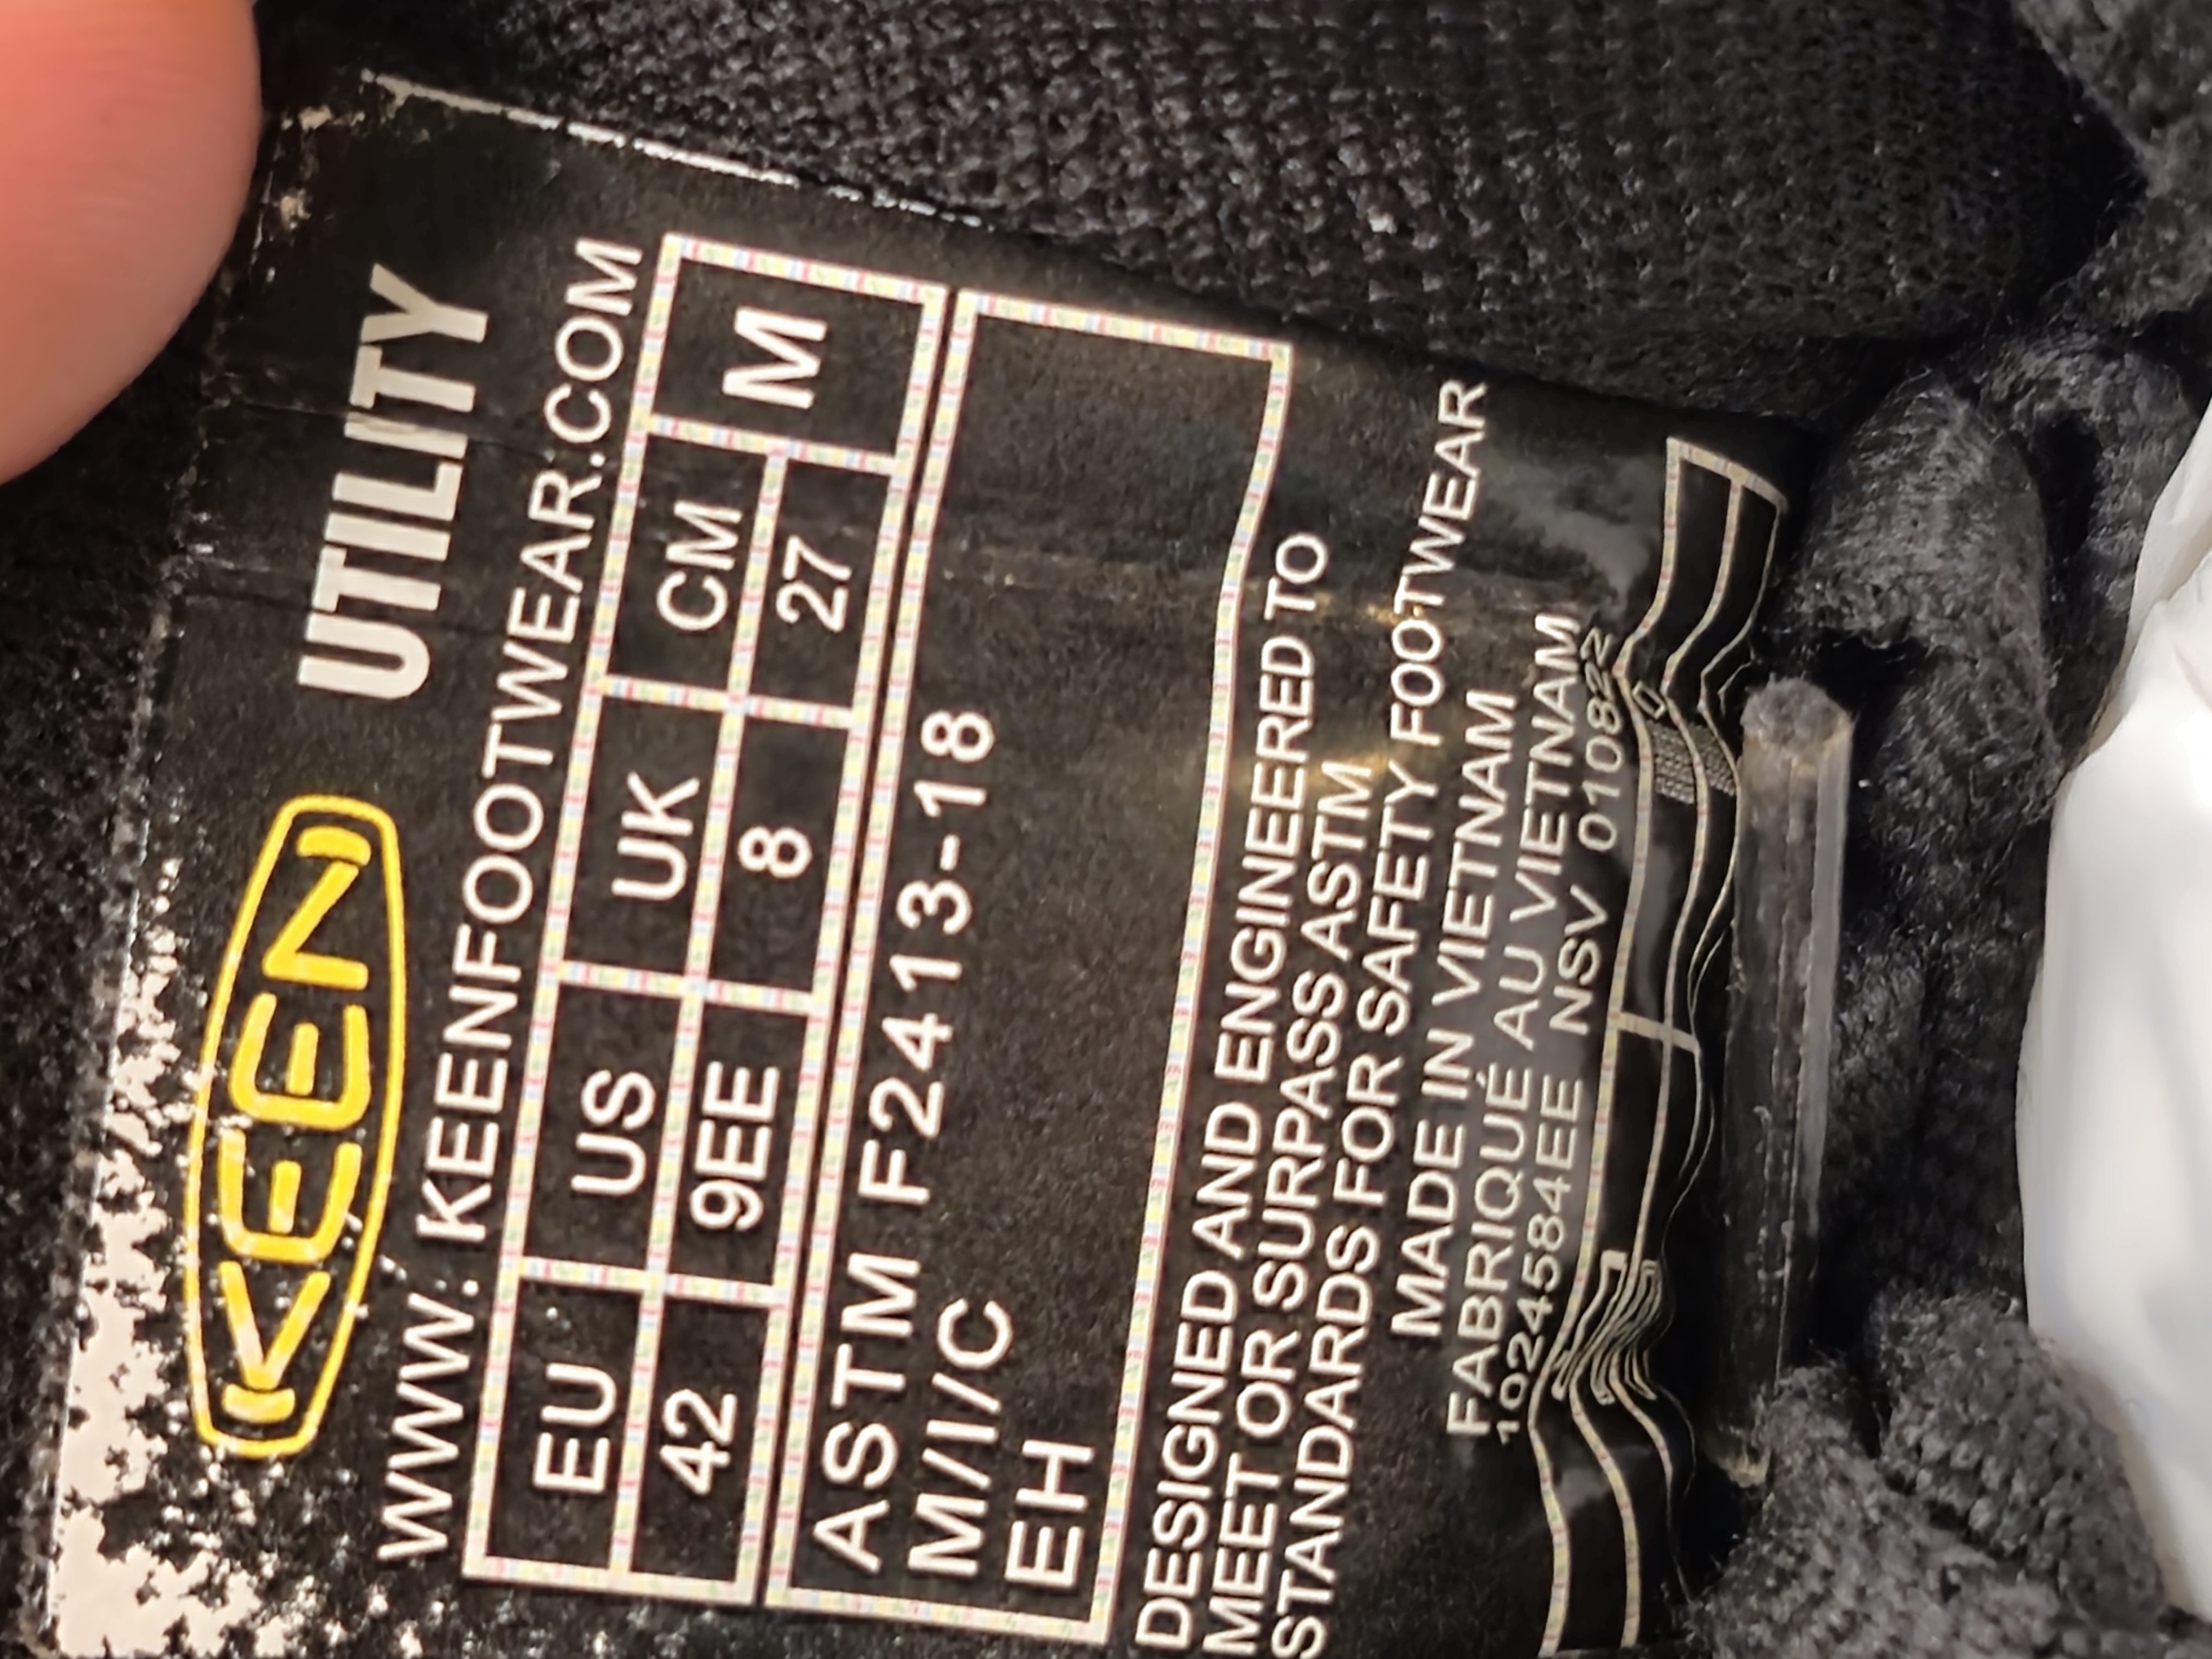 KEEN UTILITY
WWW. KEENFOOTWEAR.COM
EU US UK CM M
42 9EE 8 27
ASTM F2413-18
M/I/C
EH
DESIGNED AND ENGINEERED TO
MEET OR SURPASS ASTM
STANDARDS FOR SAFETY FOOTWEAR
MADE IN VIETNAM
FABRIQUÉ AU VIETNAM
1024584EE NSV 010822